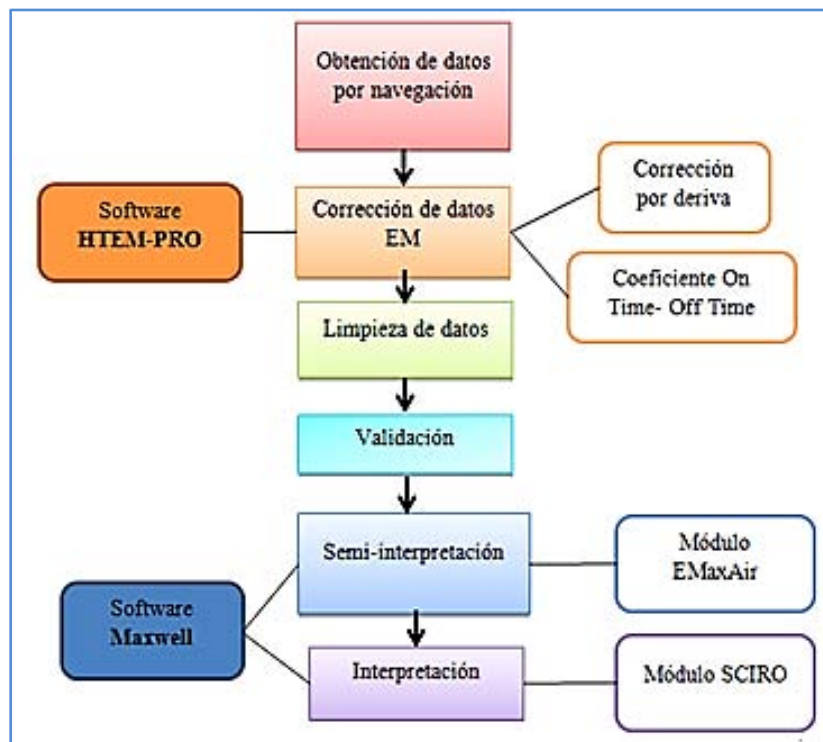 Obtención de datos
por navegación
Software
HTEM-PRO
Corrección de datos
EM
Corrección
por deriva
Coeficiente On
Time- Off Time
Limpieza de datos
Validación
Semi-interpretación
Módulo
EMaxAir
Software
Maxwell
Interpretación
Módulo SCIRO